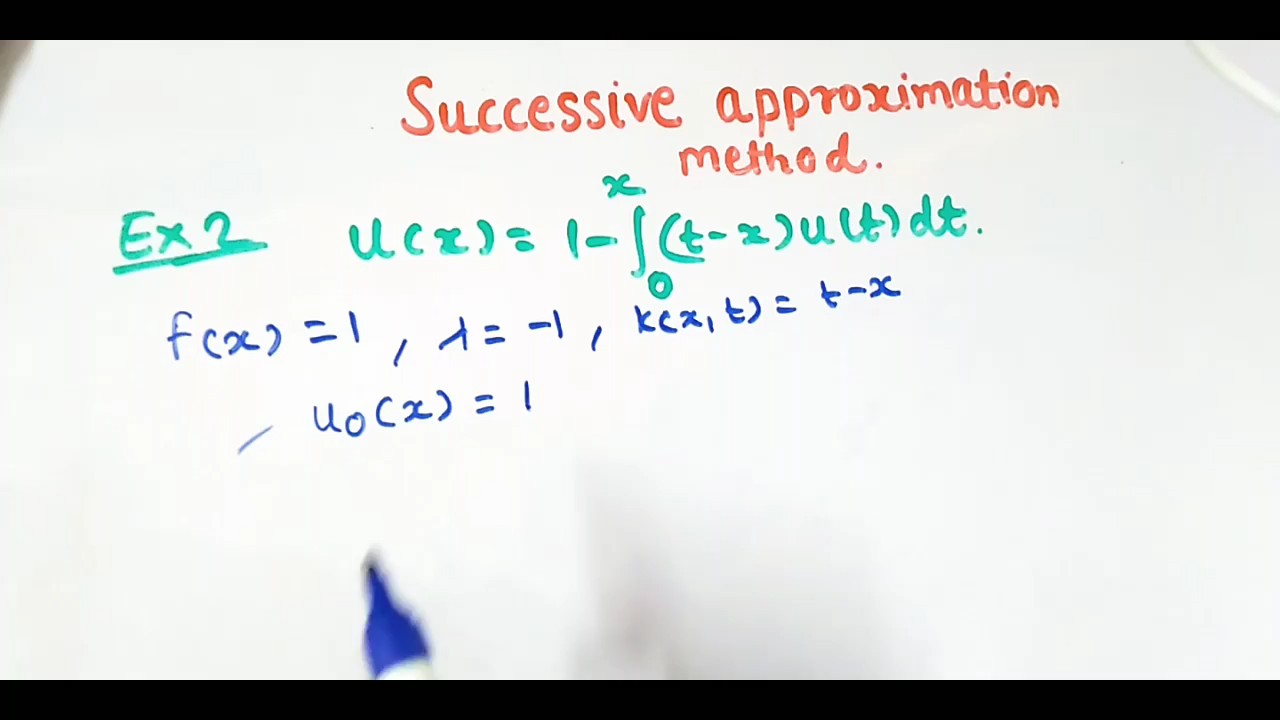 Successive approximation
method.
Ex 2 u(x) = 1 - ∫₀ˣ (t-x) u(t) dt.
f(x) = 1 , λ = -1 , k(x, t) = t-x
u₀(x) = 1